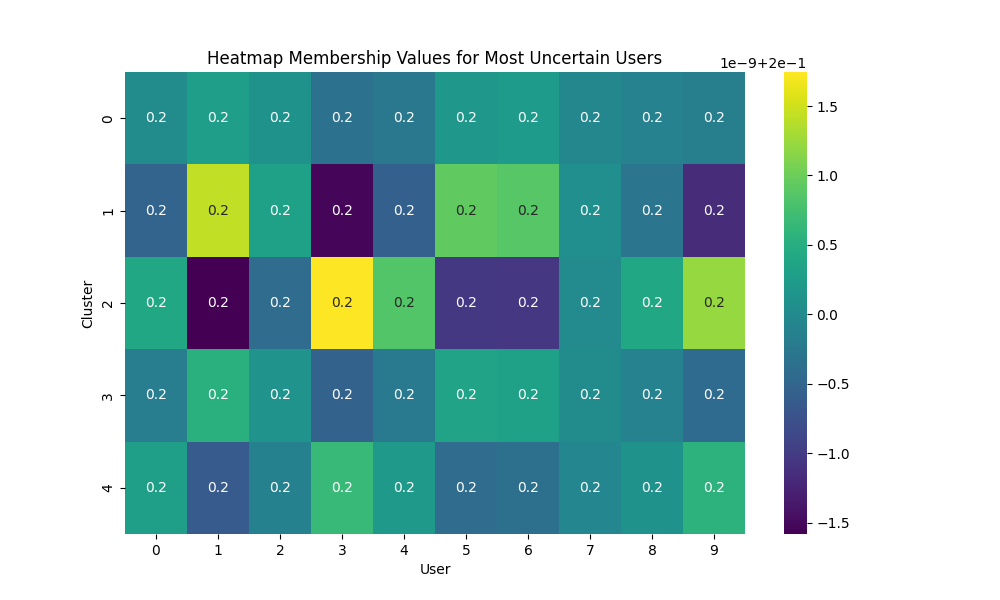 Heatmap Membership Values for Most Uncertain Users
1e−9+2e−1
0 0.2 0.2 0.2 0.2 0.2 0.2 0.2 0.2 0.2 0.2
1 0.2 0.2 0.2 0.2 0.2 0.2 0.2 0.2 0.2 0.2
2 0.2 0.2 0.2 0.2 0.2 0.2 0.2 0.2 0.2 0.2
3 0.2 0.2 0.2 0.2 0.2 0.2 0.2 0.2 0.2 0.2
4 0.2 0.2 0.2 0.2 0.2 0.2 0.2 0.2 0.2 0.2
Cluster
0 1 2 3 4 5 6 7 8 9
User
1.5
1.0
0.5
0.0
−0.5
−1.0
−1.5